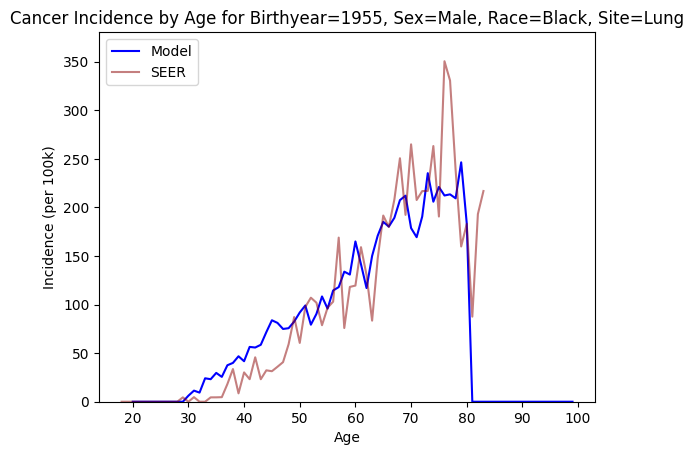 Cancer Incidence by Age for Birthyear=1955, Sex=Male, Race=Black, Site=Lung
Model
SEER
Incidence (per 100k)
350
300
250
200
150
100
50
0
20 30 40 50 60 70 80 90 100
Age